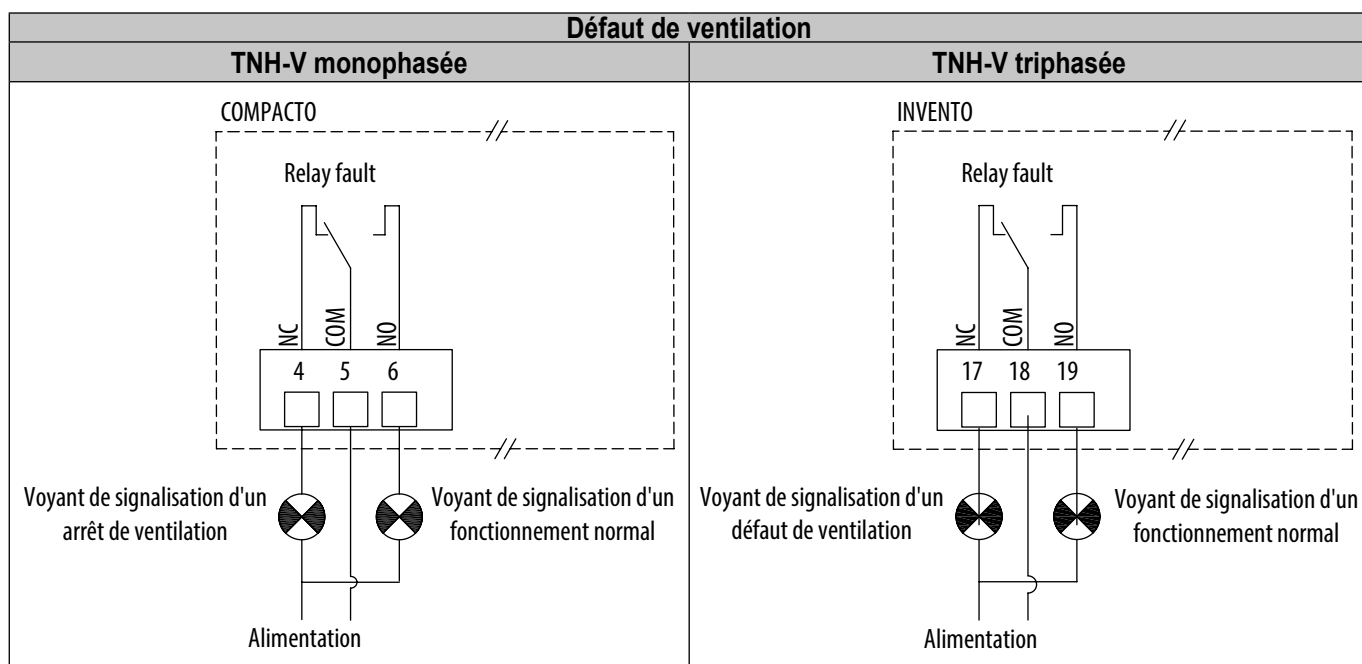 Défaut de ventilation
TNH-V monophasée
TNH-V triphasée
COMPACTO
Relay fault
NC
COM
NO
4 5 6
Voyant de signalisation d'un
arrêt de ventilation
Voyant de signalisation d'un
fonctionnement normal
Alimentation
INVENTO
Relay fault
NC
COM
NO
17 18 19
Voyant de signalisation d'un
défaut de ventilation
Voyant de signalisation d'un
fonctionnement normal
Alimentation